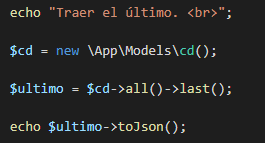 echo "Traer el último. <br>";
$cd = new \App\Models\cd();
$ultimo = $cd->all()->last();
echo $ultimo->toJson();